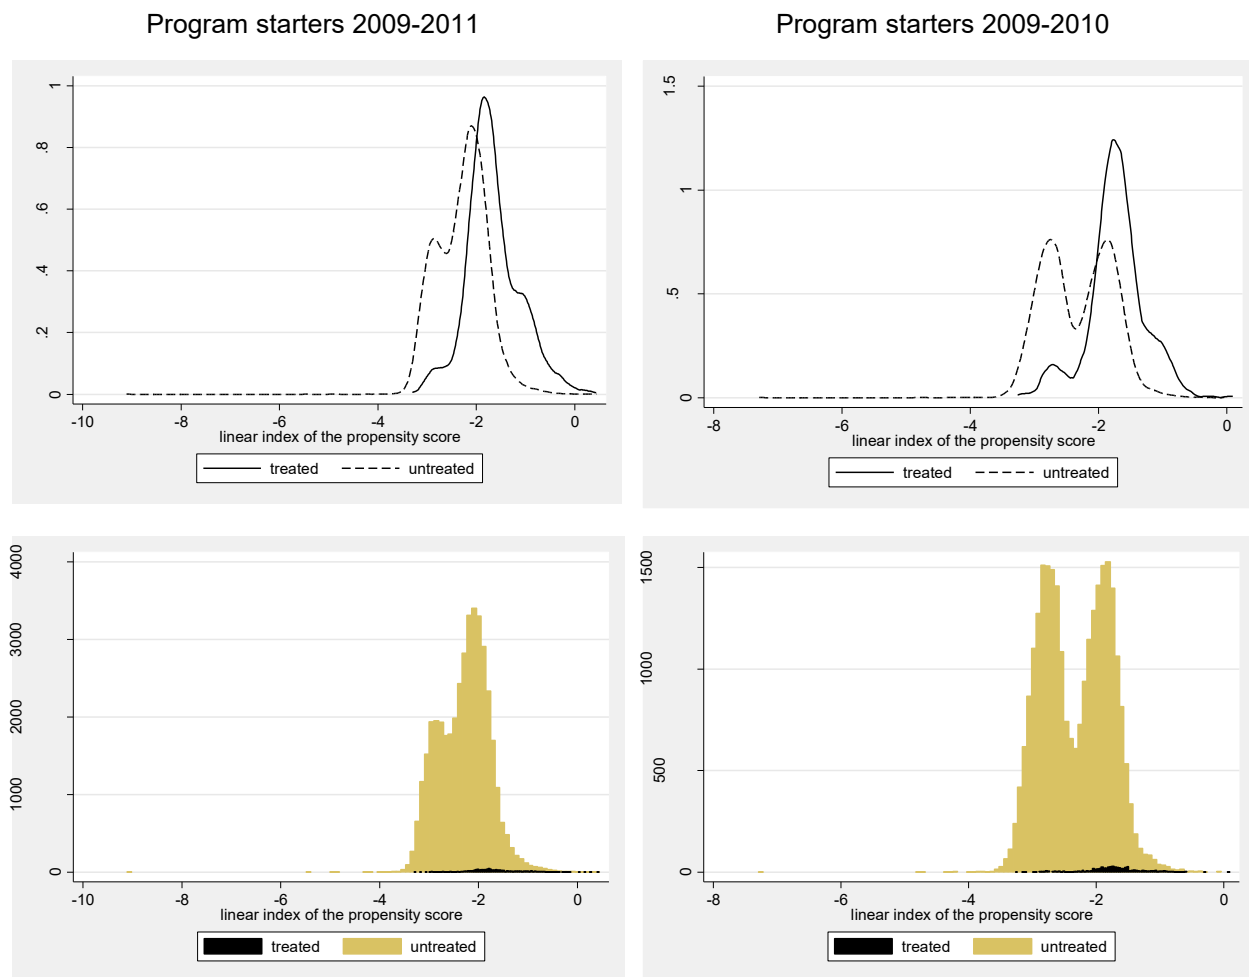 Program starters 2009-2011
Program starters 2009-2010
1
.8
.6
.4
.2
0
-10 -8 -6 -4 -2 0
linear index of the propensity score
treated untreated
1.5
1
.5
0
-8 -6 -4 -2 0
linear index of the propensity score
treated untreated
4000
3000
2000
1000
0
-10 -8 -6 -4 -2 0
linear index of the propensity score
treated untreated
1500
1000
500
0
-8 -6 -4 -2 0
linear index of the propensity score
treated untreated